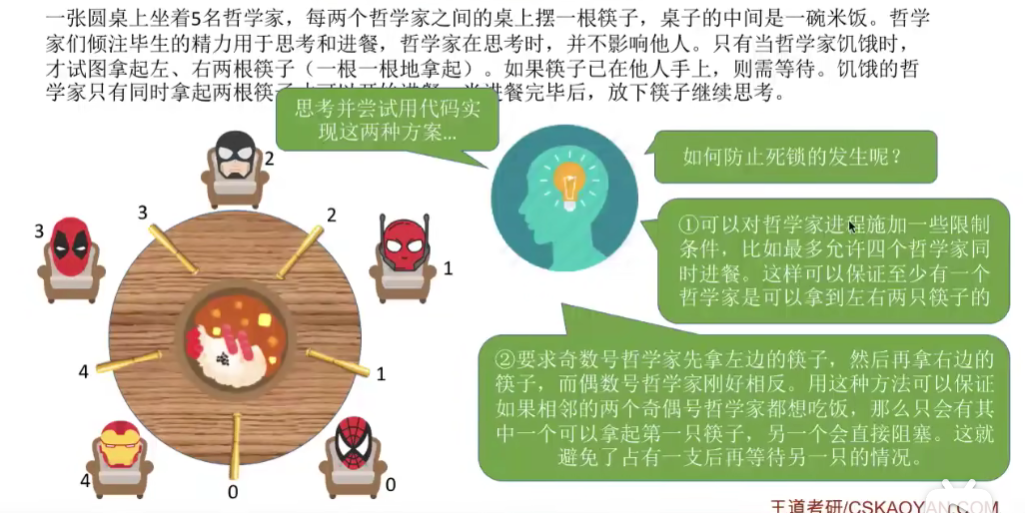 一张圆桌上坐着5名哲学家，每两个哲学家之间的桌上摆一根筷子，桌子的中间是一碗米饭。哲学
家们倾注毕生的精力用于思考和进餐，哲学家在思考时，并不影响他人。只有当哲学家饥饿时，
才试图拿起左、右两根筷子（一根一根地拿起）。如果筷子已在他人手上，则需等待。饥饿的哲
学家只有同时拿起两根筷子才可以开始进餐，当进餐完毕后，放下筷子继续思考。
思考并尝试用代码实
现这两种方案...
如何防止死锁的发生呢？
①可以对哲学家进程施加一些限制
条件，比如最多允许四个哲学家同
时进餐。这样可以保证至少有一个
哲学家是可以拿到左右两只筷子的
②要求奇数号哲学家先拿左边的筷子，然后再拿右边的
筷子，而偶数号哲学家刚好相反。用这种方法可以保证
如果相邻的两个奇偶号哲学家都想吃饭，那么只会有其
中一个可以拿起第一只筷子，另一个会直接阻塞。这就
避免了占有一支后再等待另一只的情况。
2
3
2
3
1
4
1
4
0
0
王道考研/CSKAOYAN.COM